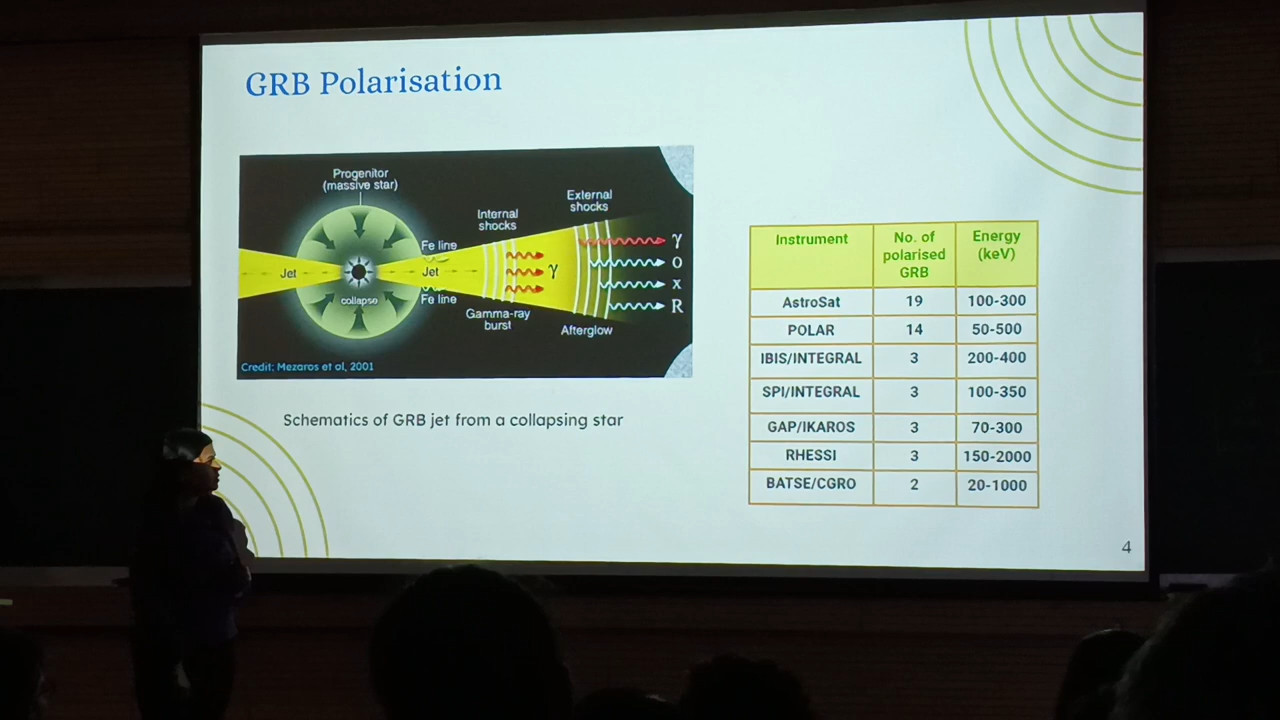 GRB Polarisation
Progenitor
(massive star)
Internal
shocks
External
shocks
Fe line
Jet
Jet
collapse
Fe line
γ
γ
O
X
R
Gamma-ray
burst
Afterglow
Credit: Mezaros et al, 2001
Schematics of GRB jet from a collapsing star
Instrument No. of polarised GRB Energy (keV)
AstroSat 19 100-300
POLAR 14 50-500
IBIS/INTEGRAL 3 200-400
SPI/INTEGRAL 3 100-350
GAP/IKAROS 3 70-300
RHESSI 3 150-2000
BATSE/CGRO 2 20-1000
4